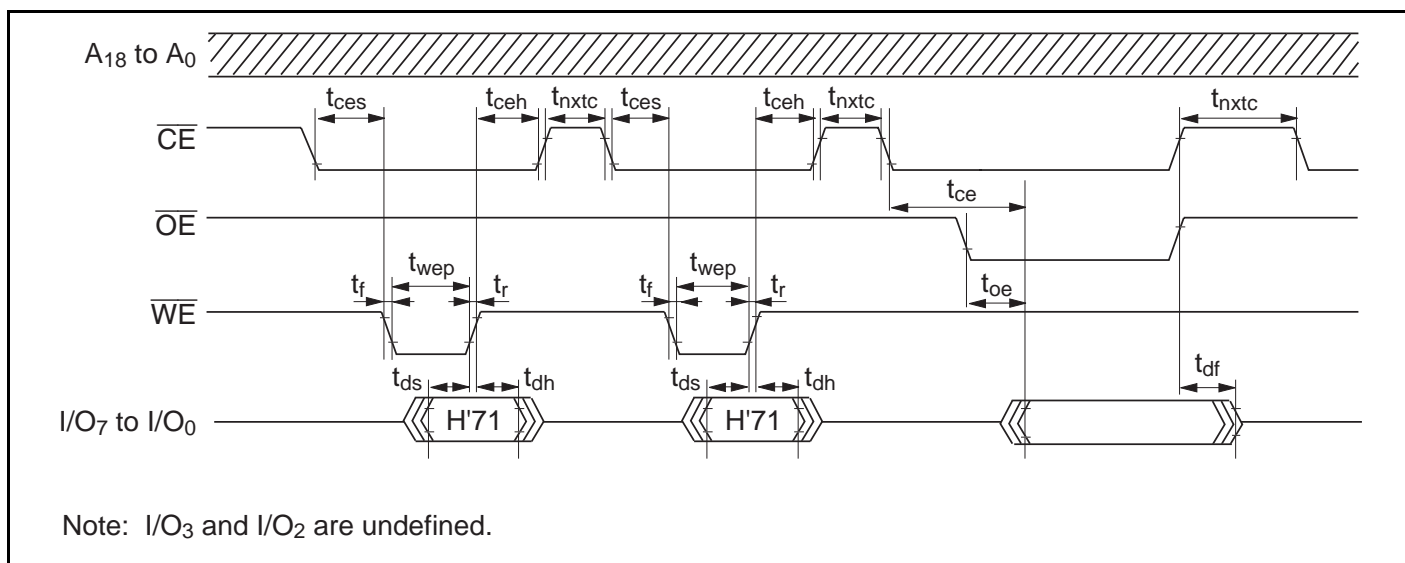 A18 to A0
tces tceh tnxtc tces tceh tnxtc tnxtc
CE
tce
OE
twep twep
tf tr tf tr toe
WE
tds tdh tds tdh tdf
I/O7 to I/O0 H'71 H'71
Note: I/O3 and I/O2 are undefined.